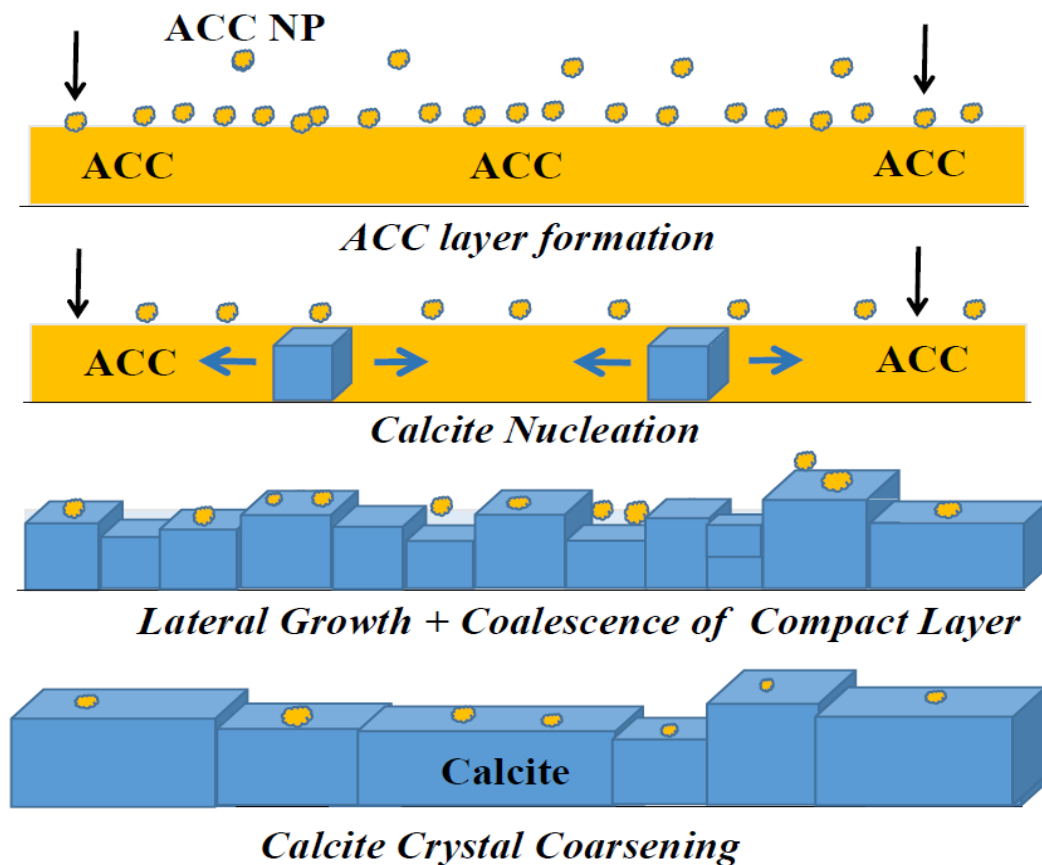 ACC NP
ACC ACC ACC
ACC layer formation
ACC ACC
Calcite Nucleation
Lateral Growth + Coalescence of Compact Layer
Calcite
Calcite Crystal Coarsening